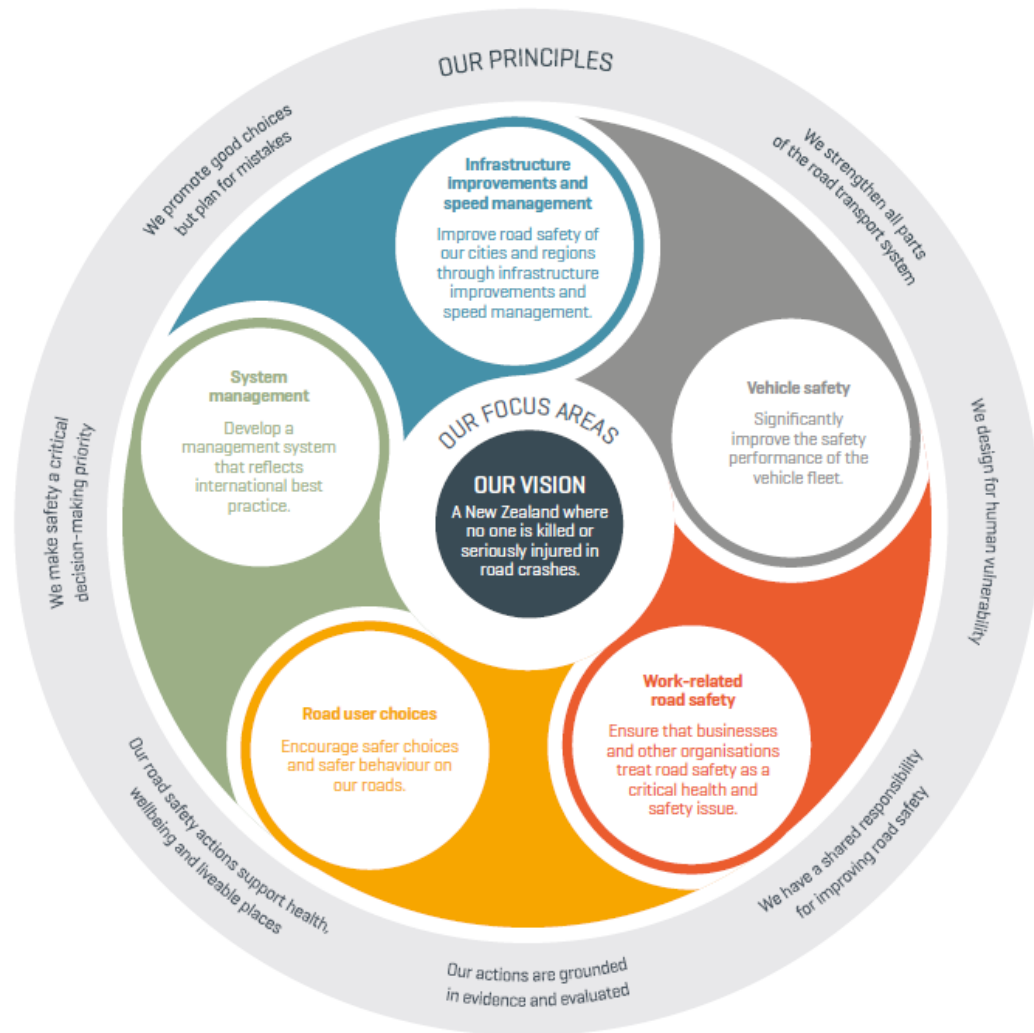 OUR PRINCIPLES
We promote good choices
but plan for mistakes
We strengthen all parts
of the road transport system
We design for human vulnerability
We have a shared responsibility
for improving road safety
Our actions are grounded
in evidence and evaluated
Our road safety actions support health,
wellbeing and liveable places
We make safety a critical
decision-making priority
Infrastructure
improvements and
speed management
Improve road safety of
our cities and regions
through infrastructure
improvements and
speed management.
Vehicle safety
Significantly
improve the safety
performance of the
vehicle fleet.
Work-related
road safety
Ensure that businesses
and other organisations
treat road safety as a
critical health and
safety issue.
Road user choices
Encourage safer choices
and safer behaviour on
our roads.
System
management
Develop a
management system
that reflects
international best
practice.
OUR FOCUS AREAS
OUR VISION
A New Zealand where
no one is killed or
seriously injured in
road crashes.